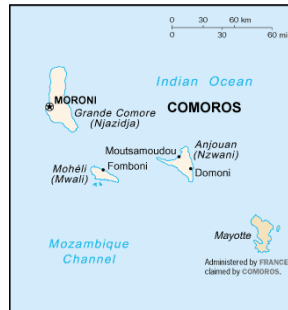 0 30 60 km
0 30 60 mi
Indian Ocean
MORONI
Grande Comore
(Njazidja)
COMOROS
Moutsamoudou
Anjouan
(Nzwani)
Mohéli
(Mwali)
Fomboni
Domoni
Mayotte
Mozambique
Channel
Administered by FRANCE
claimed by COMOROS.